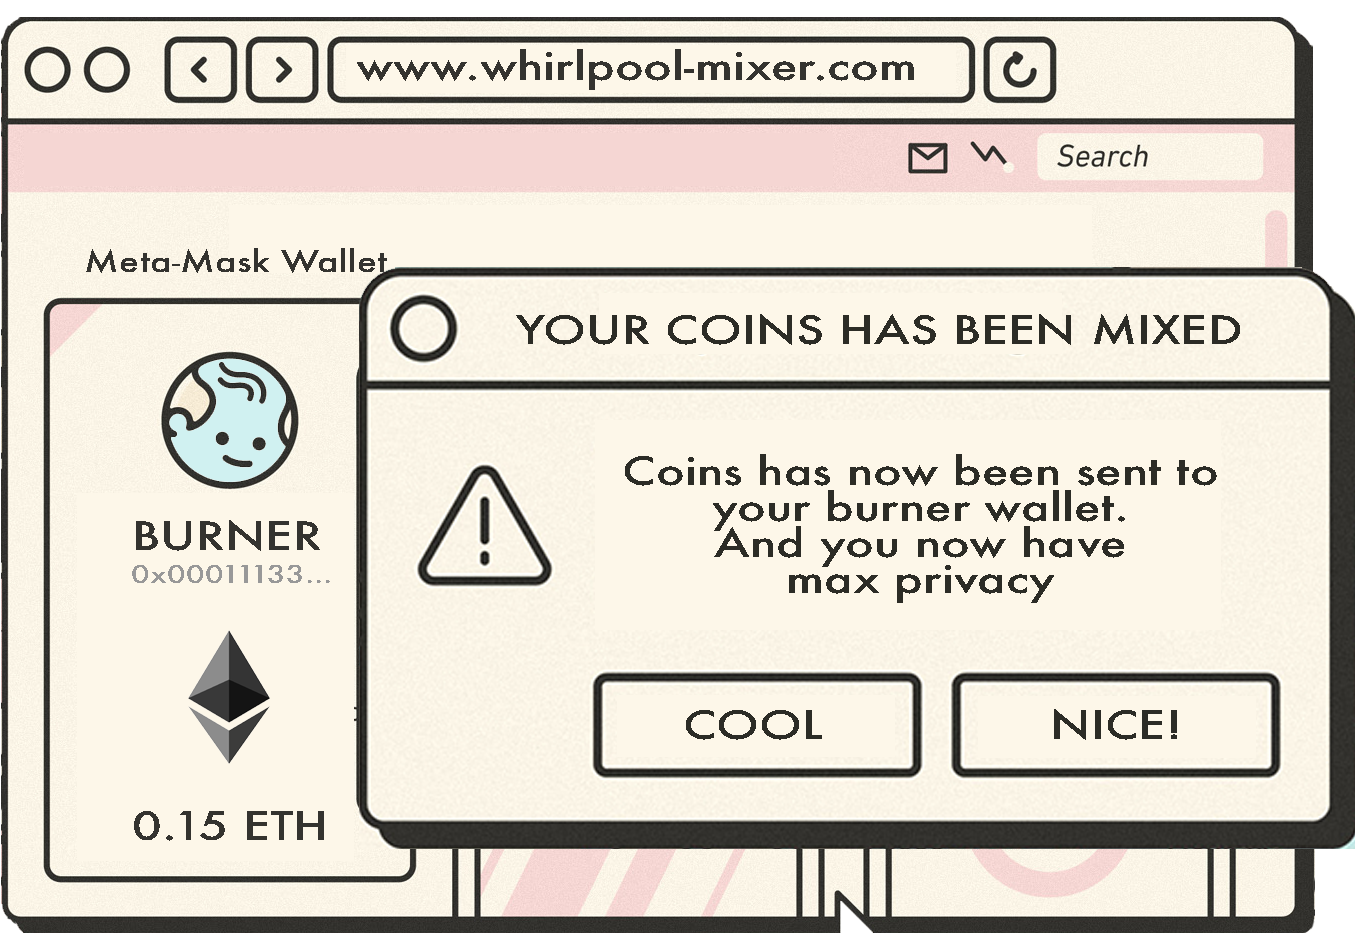 www.whirlpool-mixer.com
Search
Meta-Mask Wallet
YOUR COINS HAS BEEN MIXED
Coins has now been sent to
your burner wallet.
And you now have
max privacy
BURNER
0x00011133...
COOL
NICE!
0.15 ETH